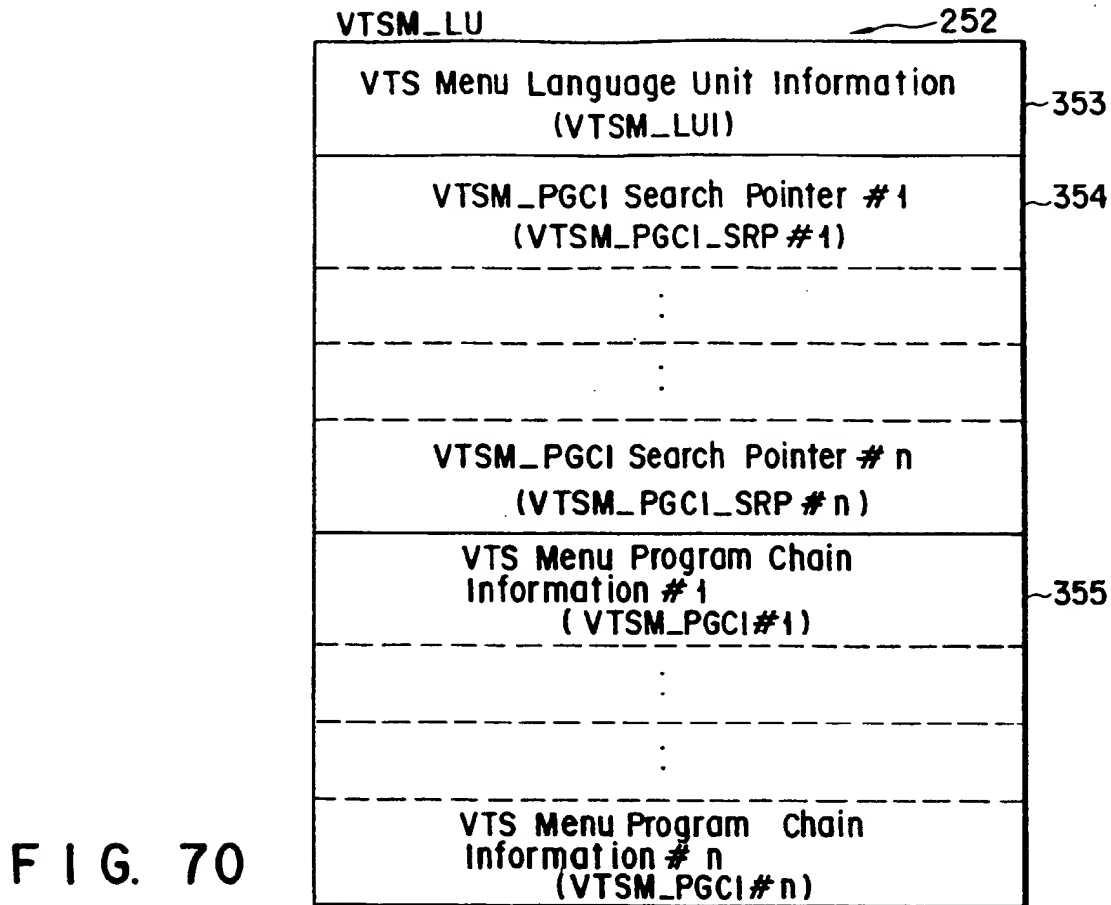 VTSM_LU
252
VTS Menu Language Unit Information
(VTSM_LUI)
353
VTSM_PGCI Search Pointer #1
(VTSM_PGCI_SRP #1)
354
VTSM_PGCI Search Pointer # n
(VTSM_PGCI_SRP # n)
VTS Menu Program Chain
Information # 1
(VTSM_PGCI#1)
355
VTS Menu Program Chain
Information # n
(VTSM_PGCI# n)
FIG. 70